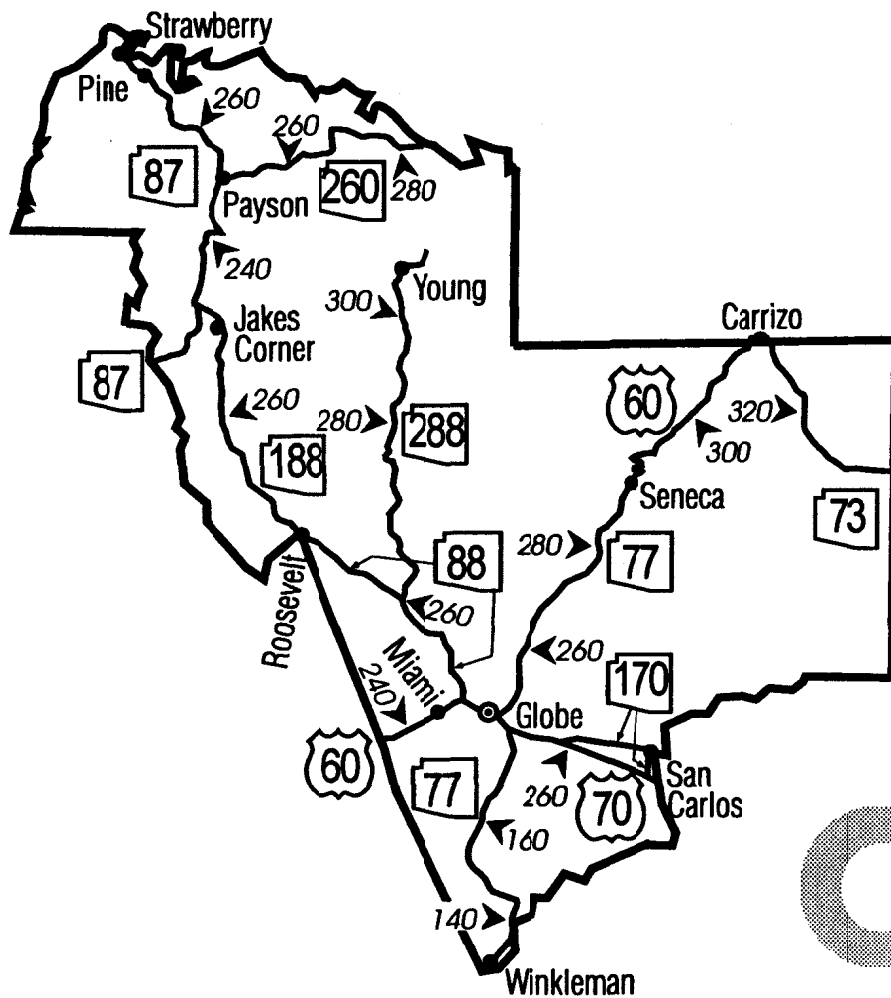 Strawberry
Pine
260
260
87
260
280
Payson
240
300
Young
Jakes
Corner
Carrizo
87
60
320
260
280
288
300
188
Seneca
73
280
77
88
Roosevelt
260
260
Miami
240
170
Globe
60
77
260
70
San
Carlos
160
140
Winkleman